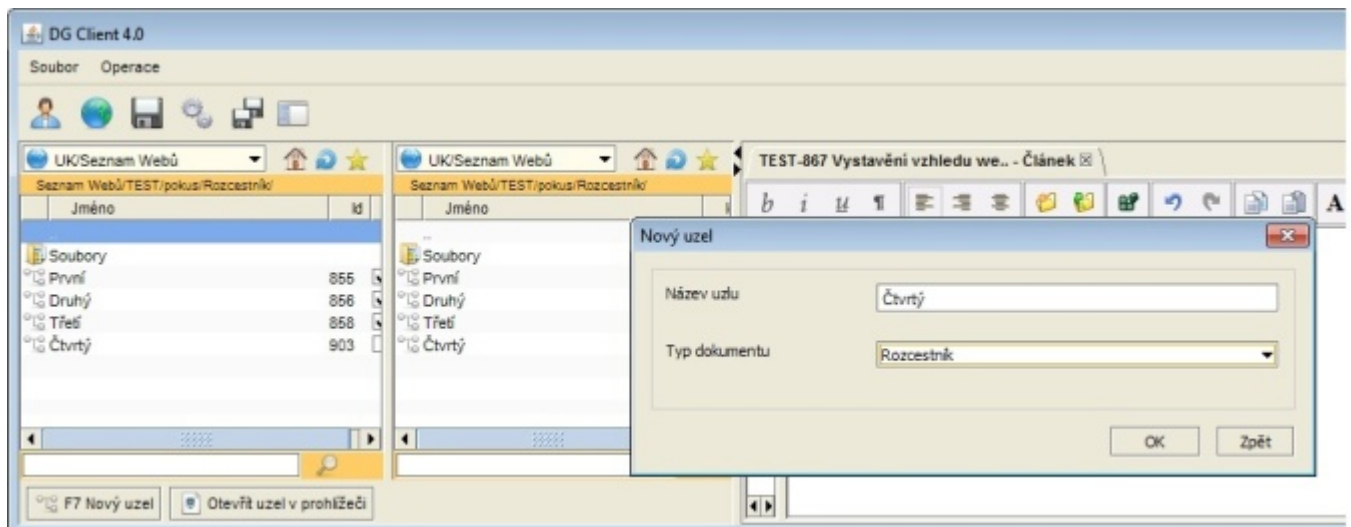 DG Client 4.0
Soubor Operace
UK/Seznam Webů
Seznam Webů/TEST/pokus/Rozcestník/
Jméno Id
..
Soubory
První 855
Druhý 856
Třetí 858
Čtvrtý 903
F7 Nový uzel Otevřít uzel v prohlížeči
UK/Seznam Webů
Seznam Webů/TEST/pokus/Rozcestník/
Jméno
..
Soubory
První
Druhý
Třetí
Čtvrtý
TEST-867 Vystavění vzhledu we.. - Článek
b i u ¶ A
Nový uzel
Název uzlu Čtvrtý
Typ dokumentu Rozcestník
OK Zpět